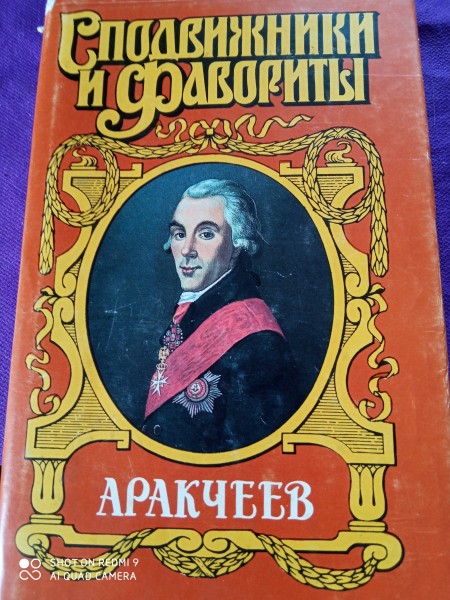 Сподвижники
и Фавориты
АРАКЧЕЕВ
SHOT ON REDMI 9
AI QUAD CAMERA